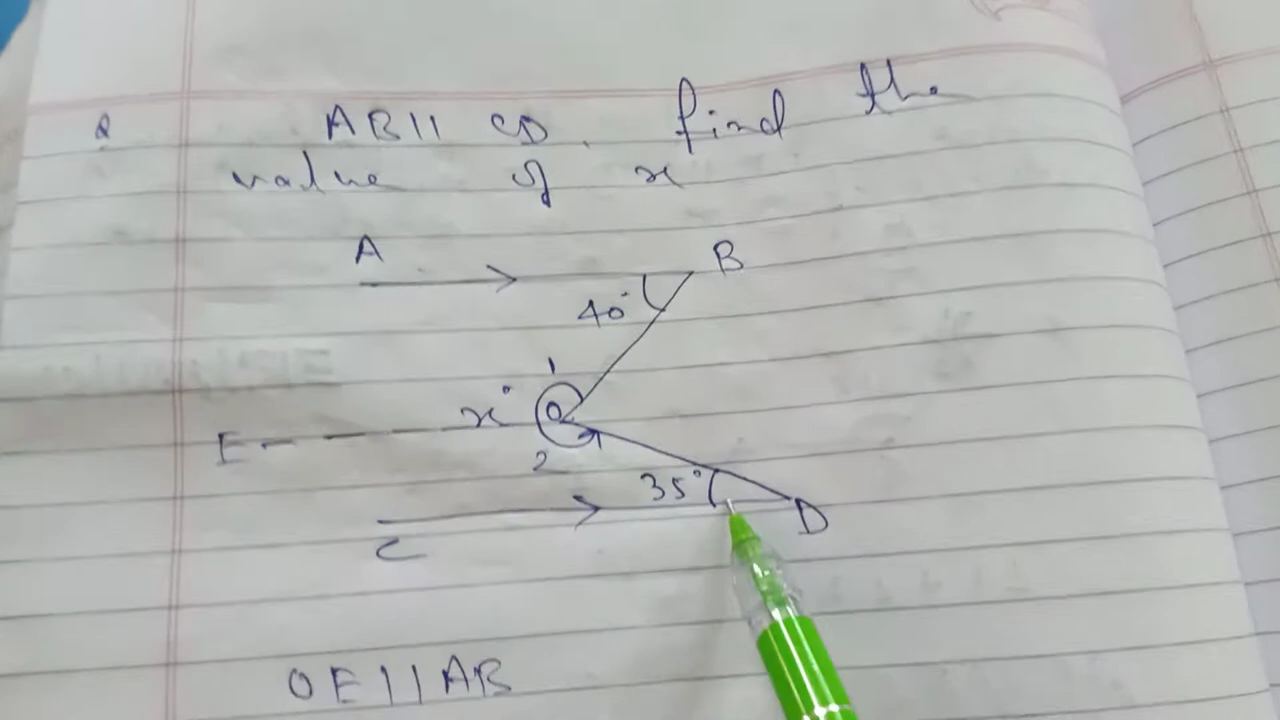 Q AB || CD . find the
value of x
A
B
40°
1
x°
O
E
2
35°
D
C
OE || AB